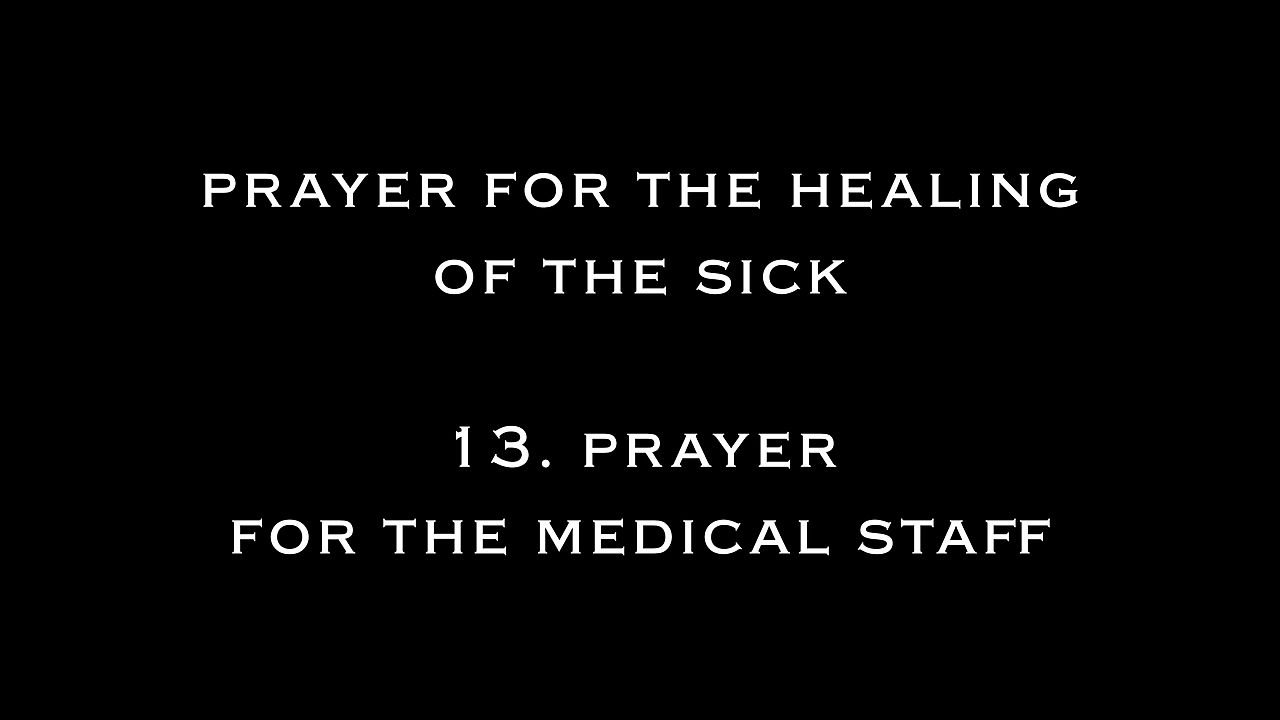 PRAYER FOR THE HEALING
OF THE SICK
13. PRAYER
FOR THE MEDICAL STAFF